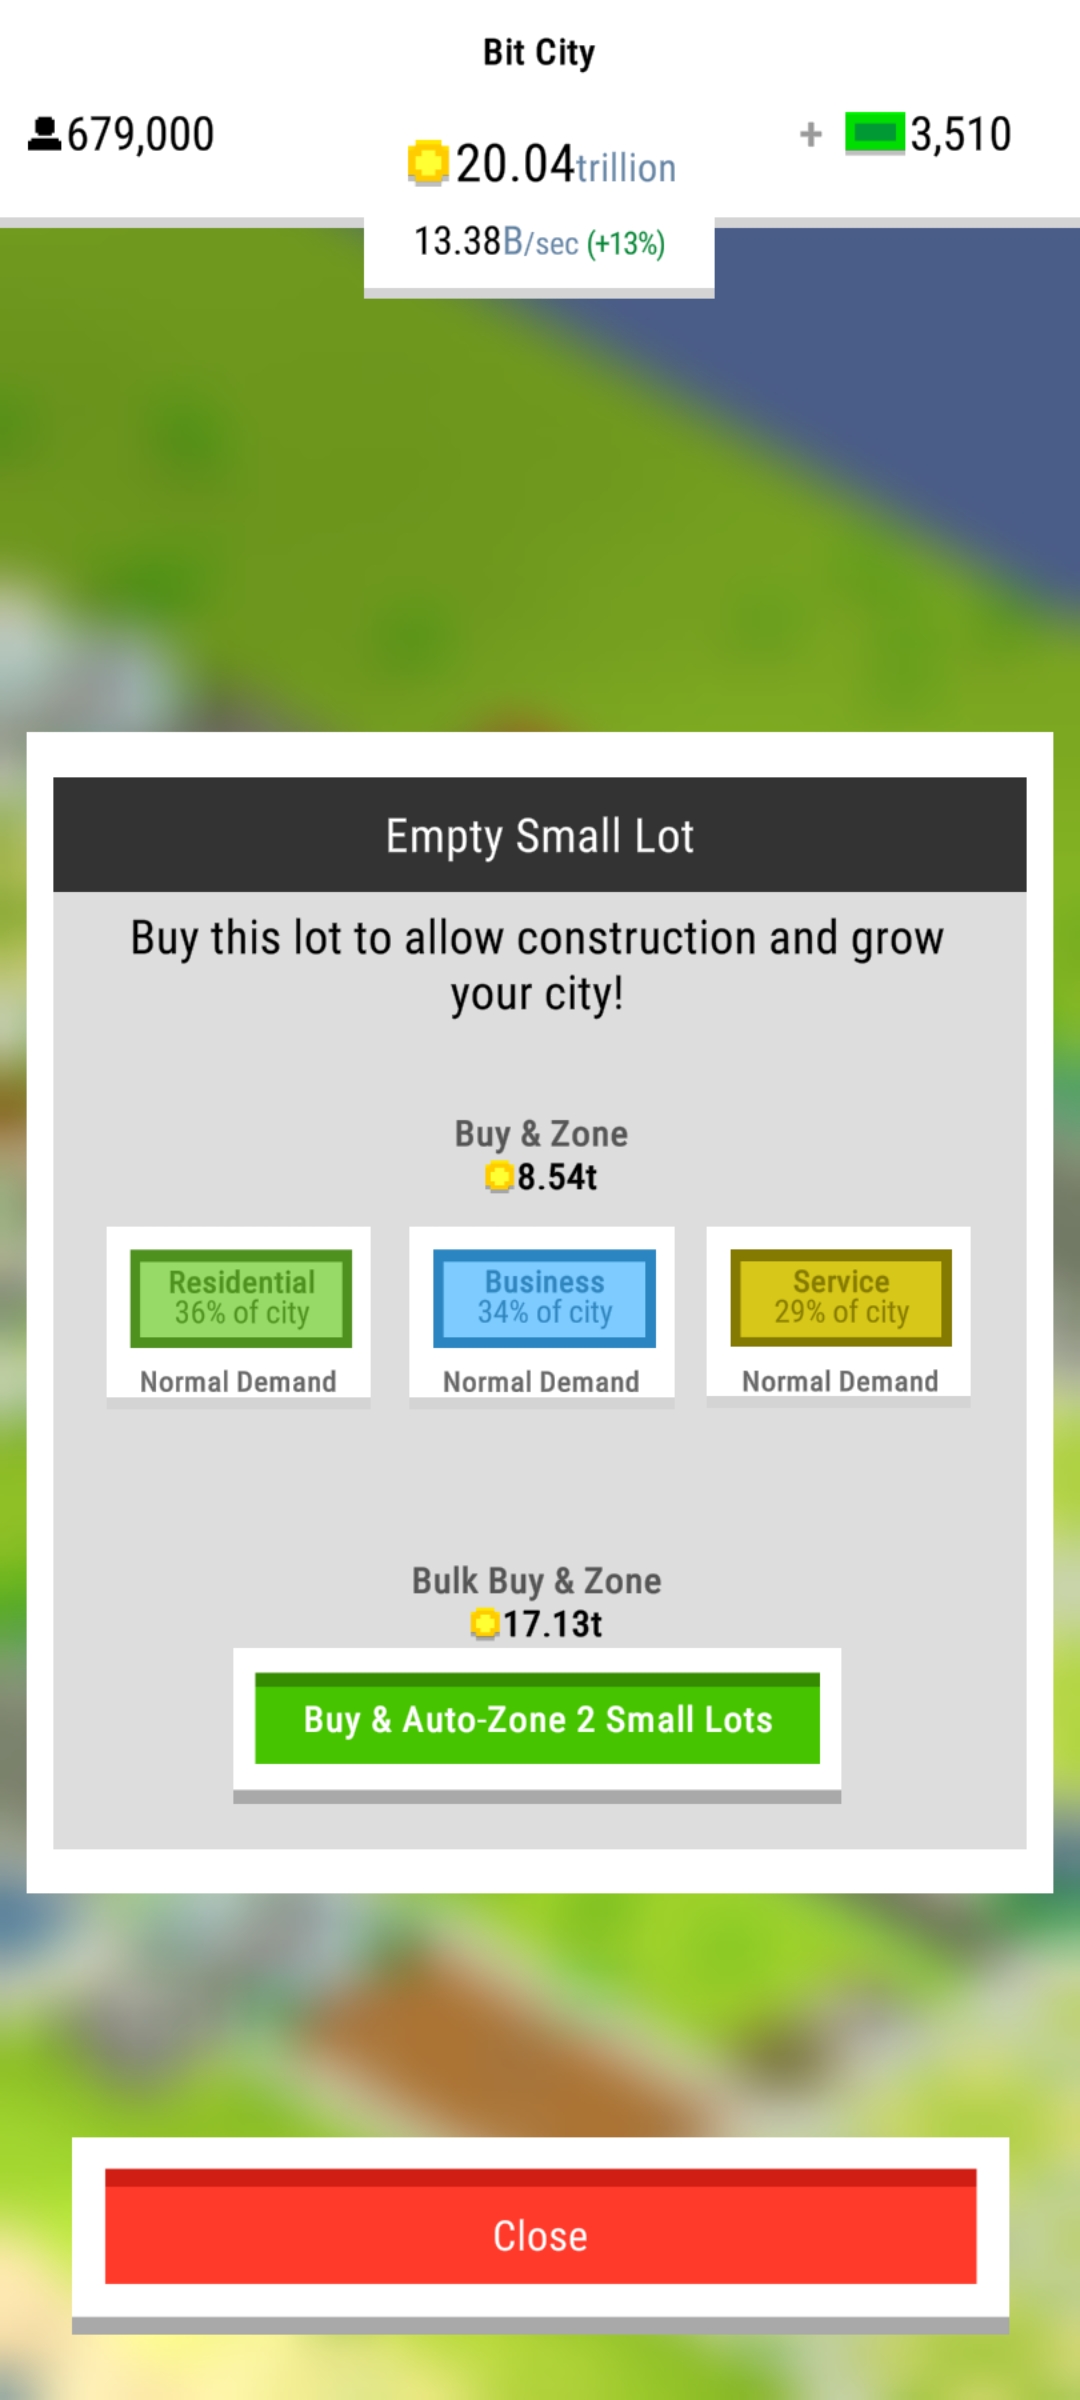 Bit City
679,000
20.04trillion
+ 3,510
13.38B/sec (+13%)
Empty Small Lot
Buy this lot to allow construction and grow
your city!
Buy & Zone
8.54t
Residential
36% of city
Normal Demand
Business
34% of city
Normal Demand
Service
29% of city
Normal Demand
Bulk Buy & Zone
17.13t
Buy & Auto-Zone 2 Small Lots
Close